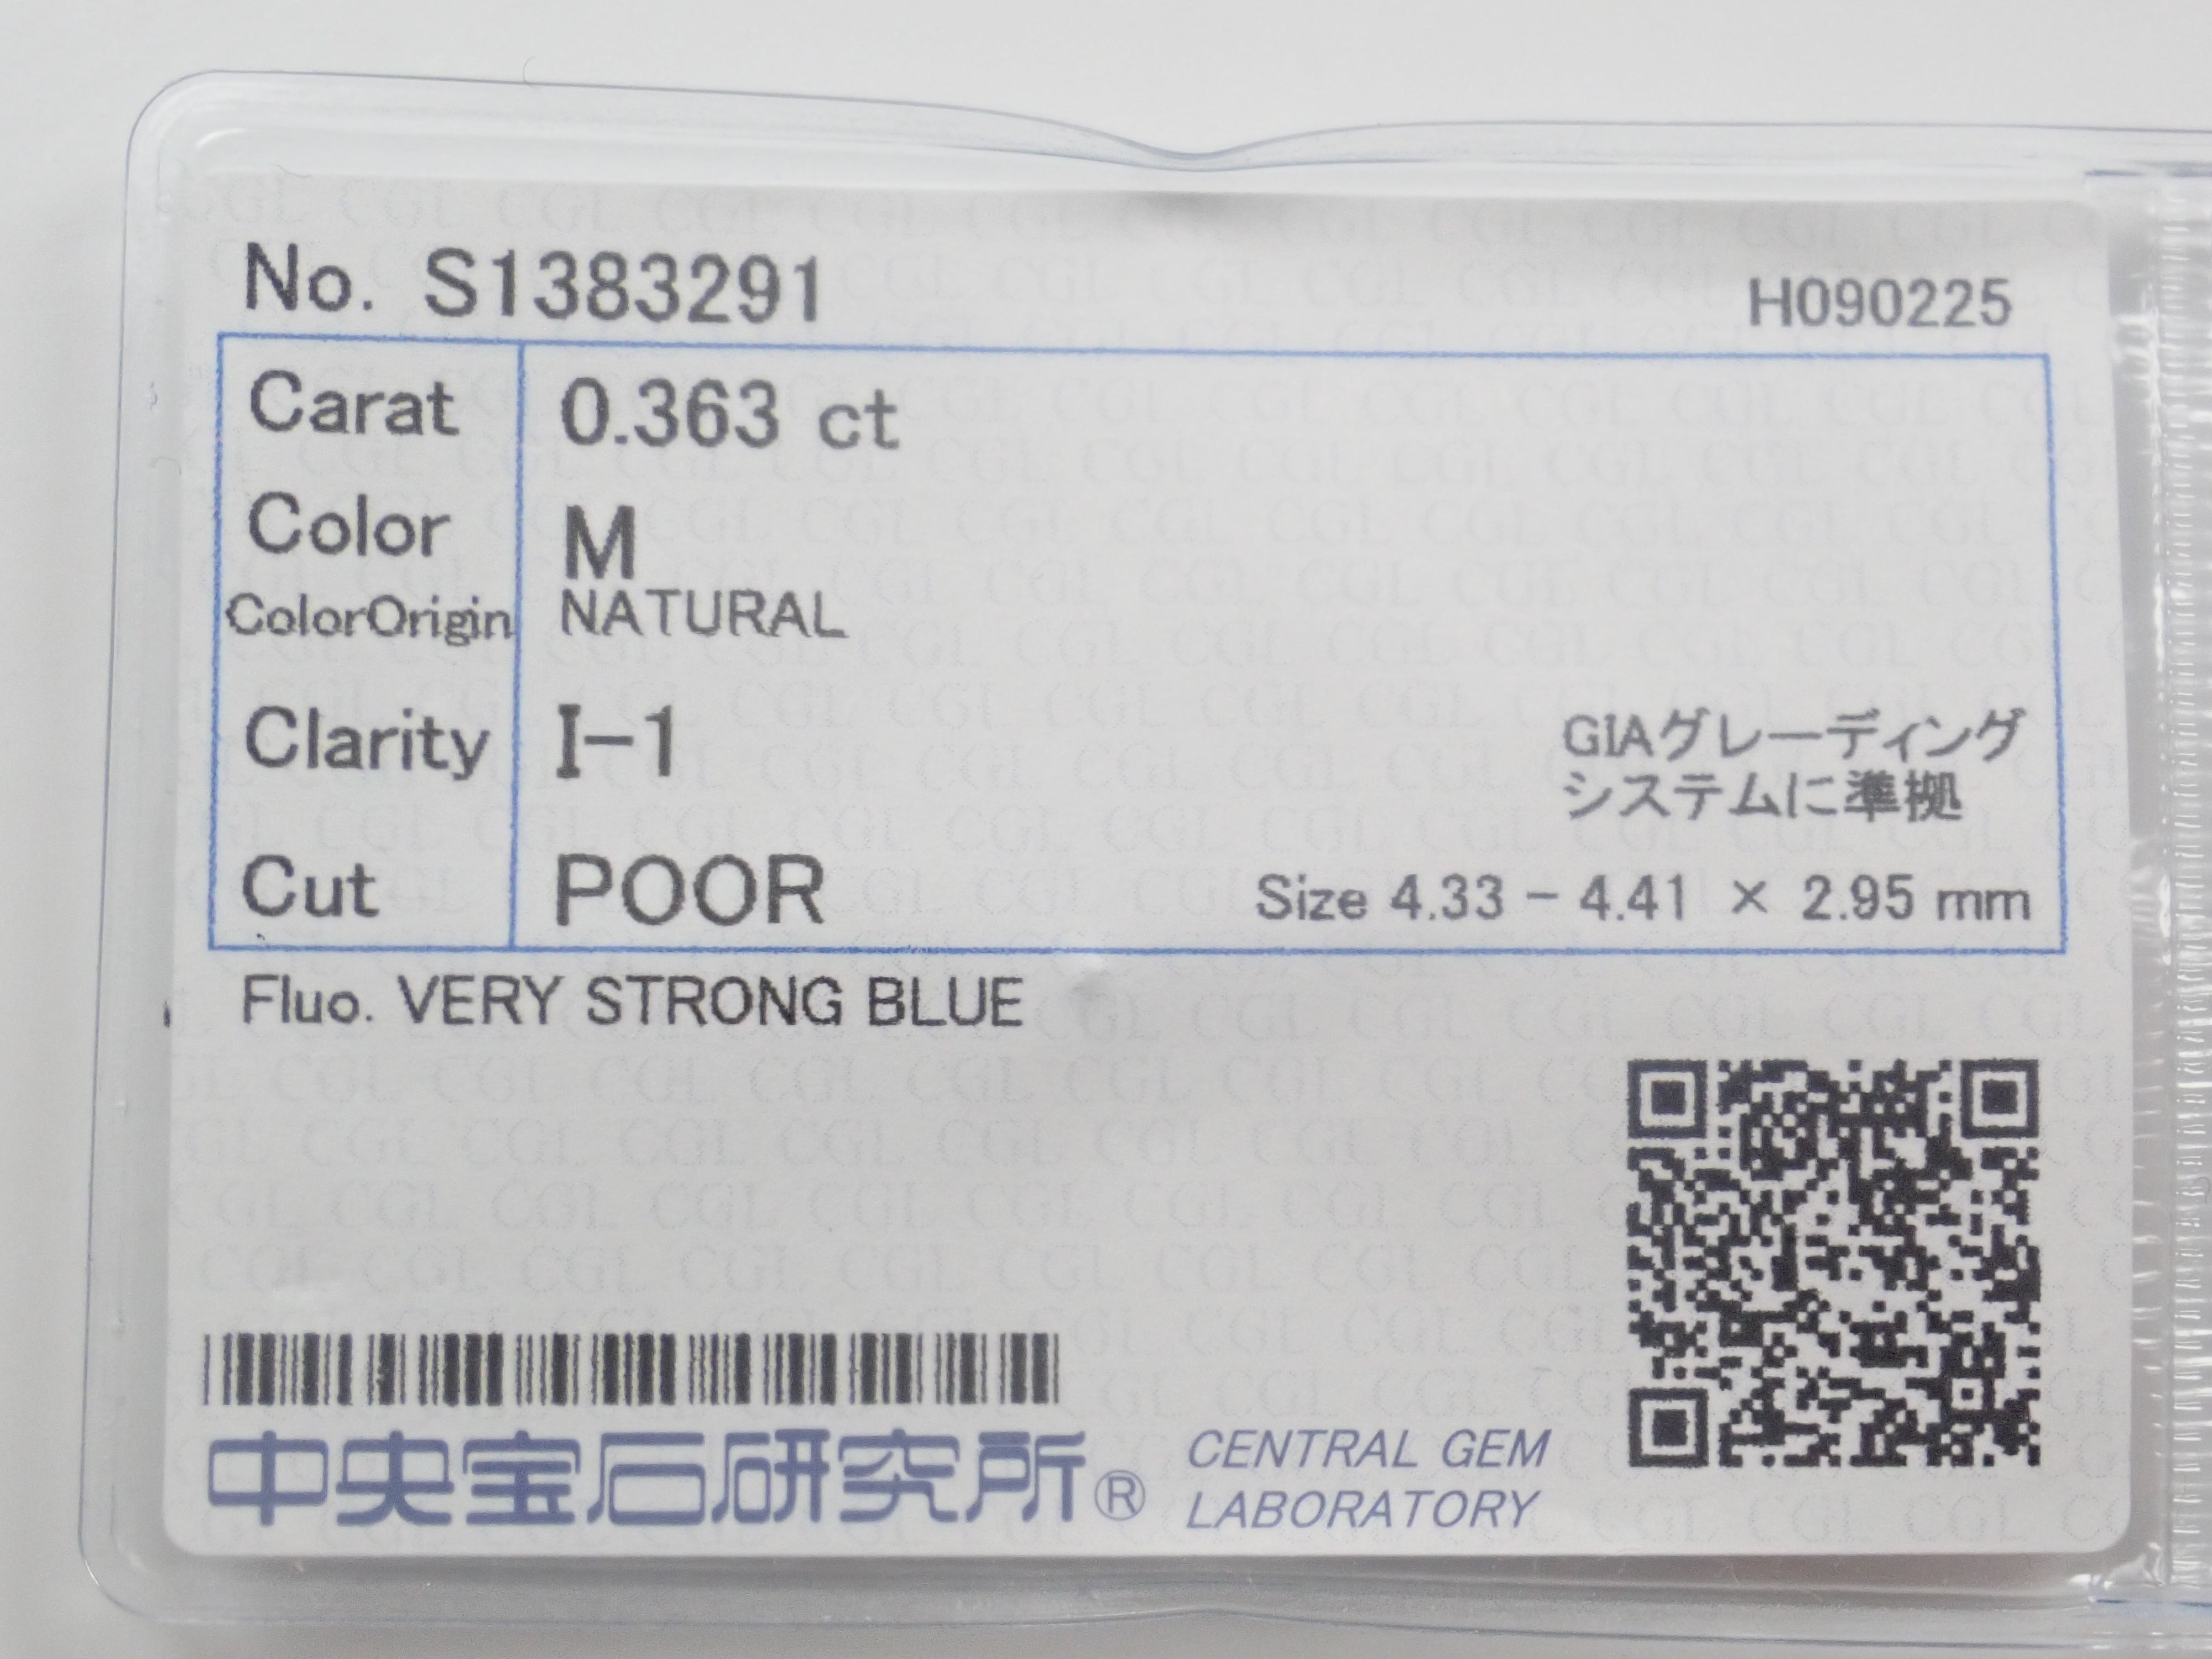 No. S1383291
H090225
Carat 0.363 ct
Color M
ColorOrigin NATURAL
Clarity I-1
GIAグレーディング
システムに準拠
Cut POOR
Size 4.33 - 4.41 × 2.95 mm
Fluo. VERY STRONG BLUE
中央宝石研究所®
CENTRAL GEM
LABORATORY